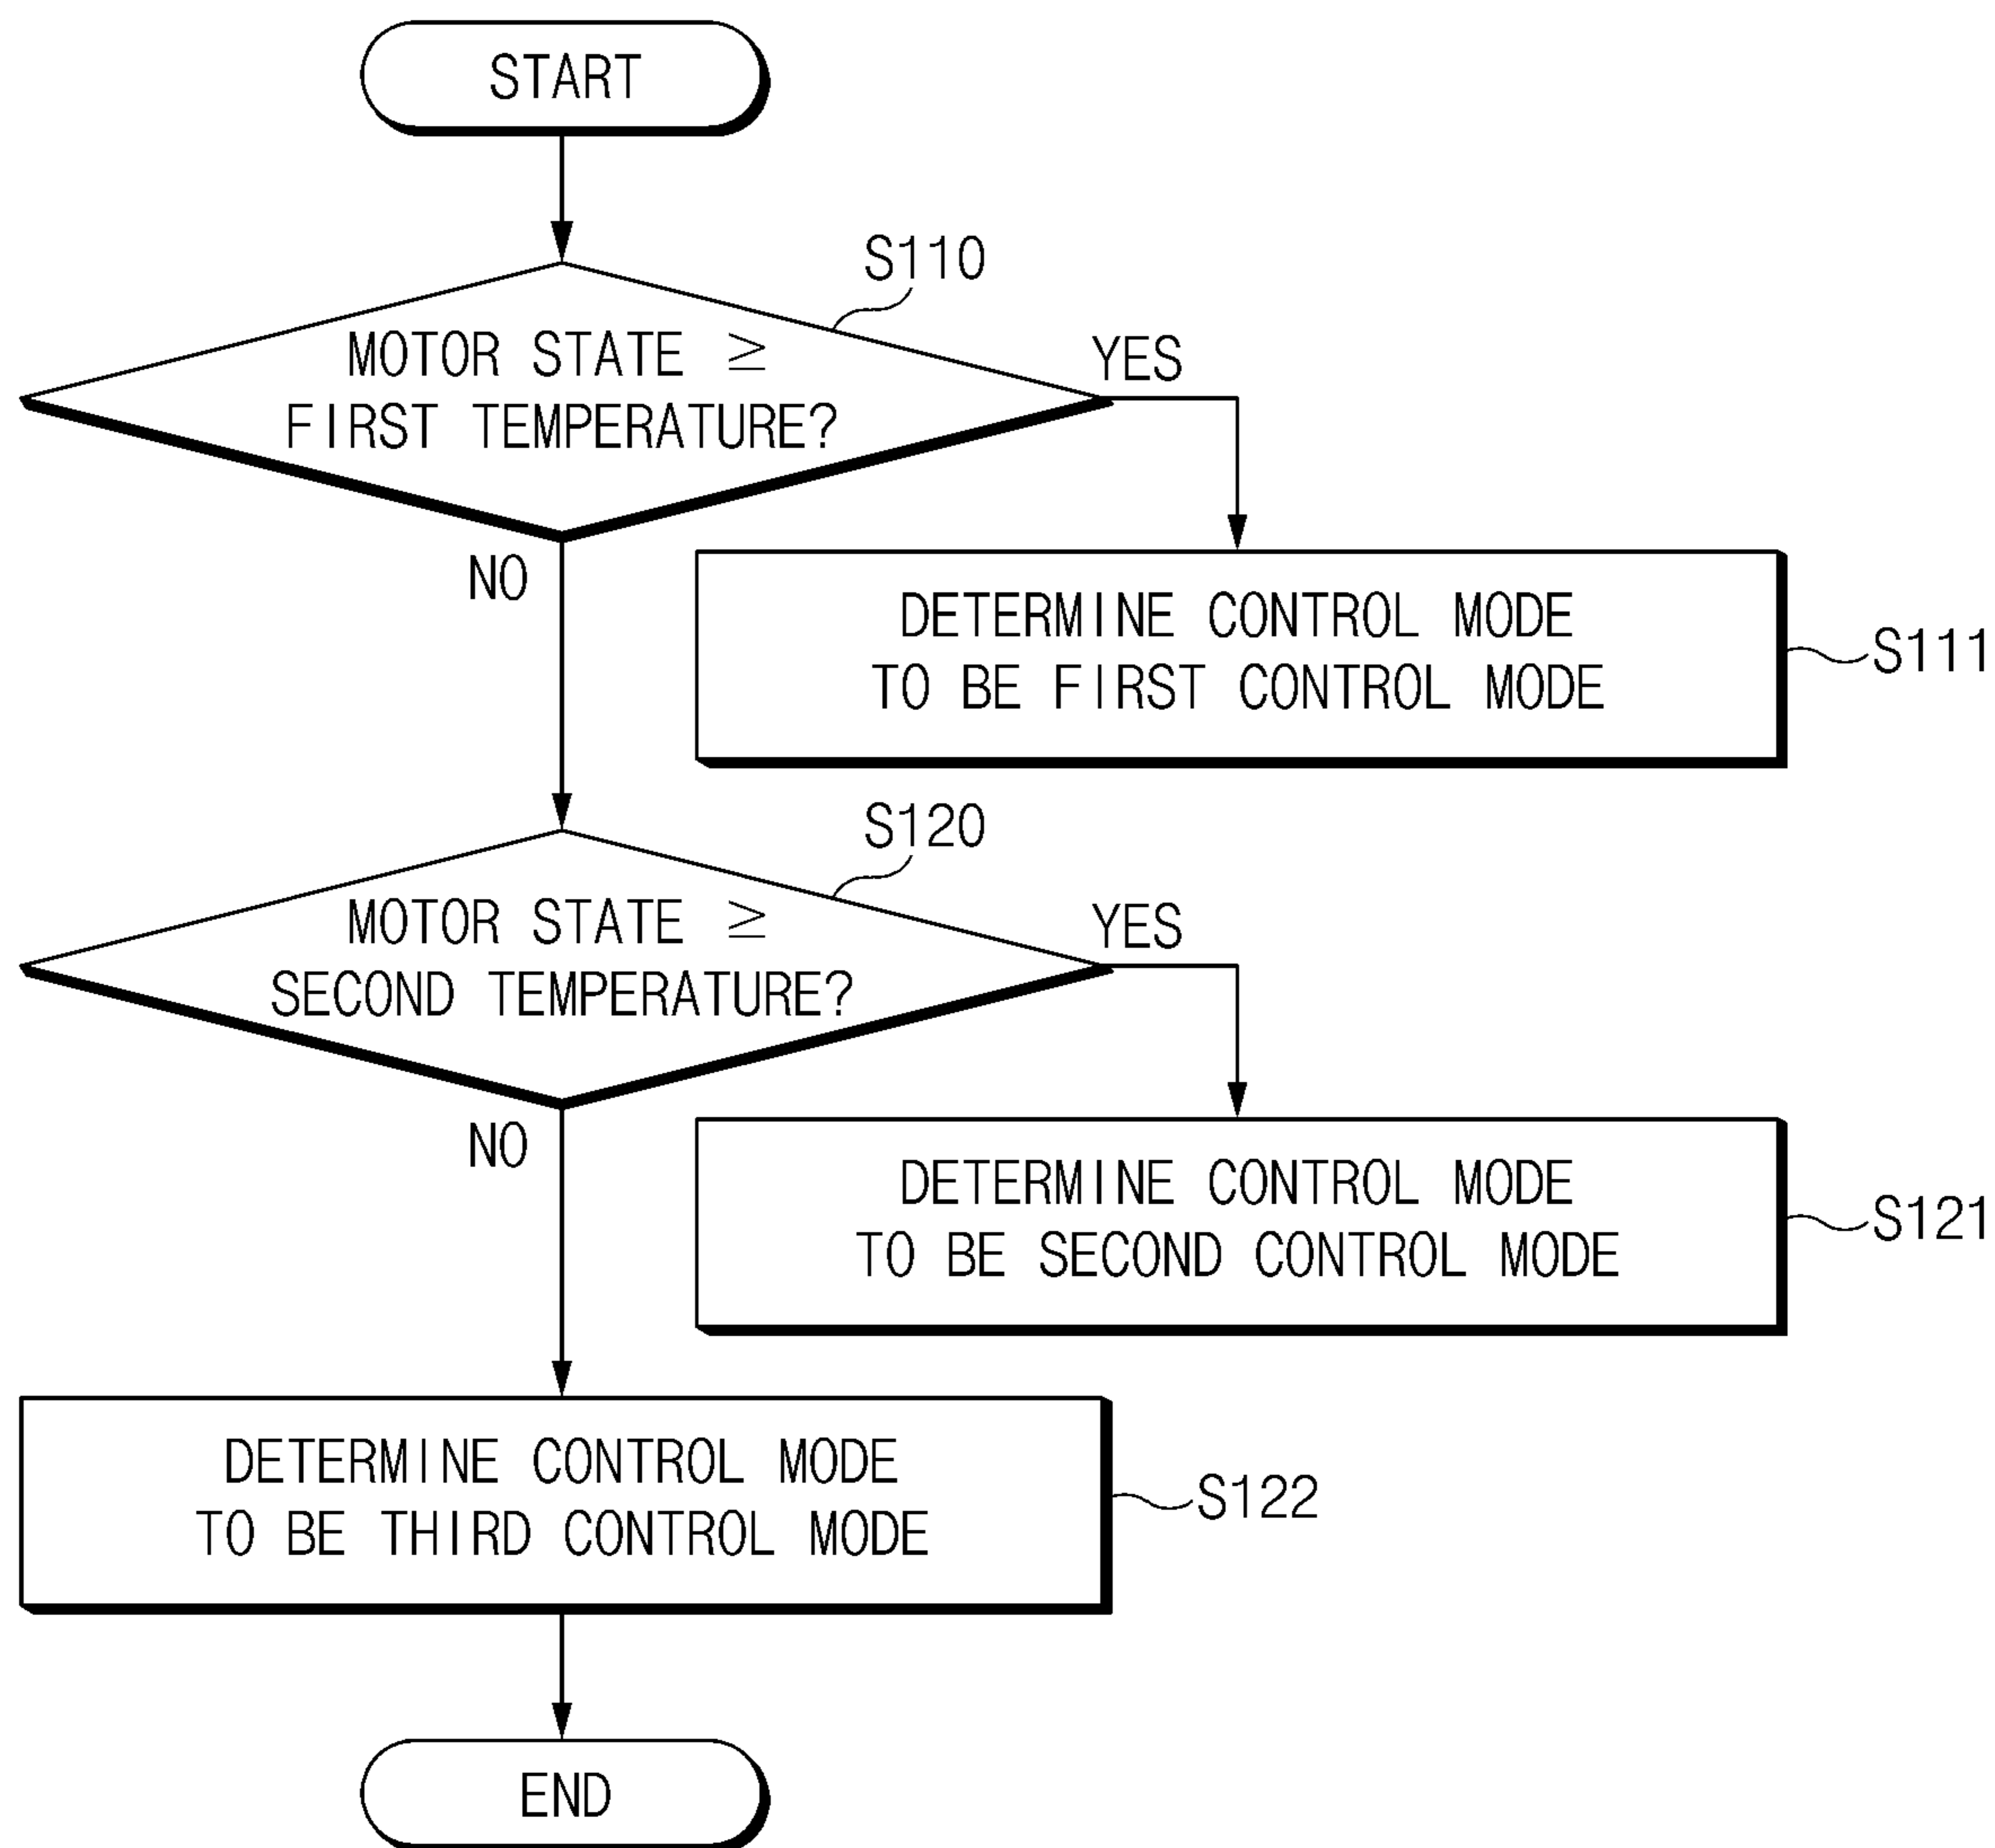 START
S110
MOTOR STATE ≥
FIRST TEMPERATURE?
YES
NO
DETERMINE CONTROL MODE
TO BE FIRST CONTROL MODE
S111
S120
MOTOR STATE ≥
SECOND TEMPERATURE?
YES
NO
DETERMINE CONTROL MODE
TO BE SECOND CONTROL MODE
S121
DETERMINE CONTROL MODE
TO BE THIRD CONTROL MODE
S122
END